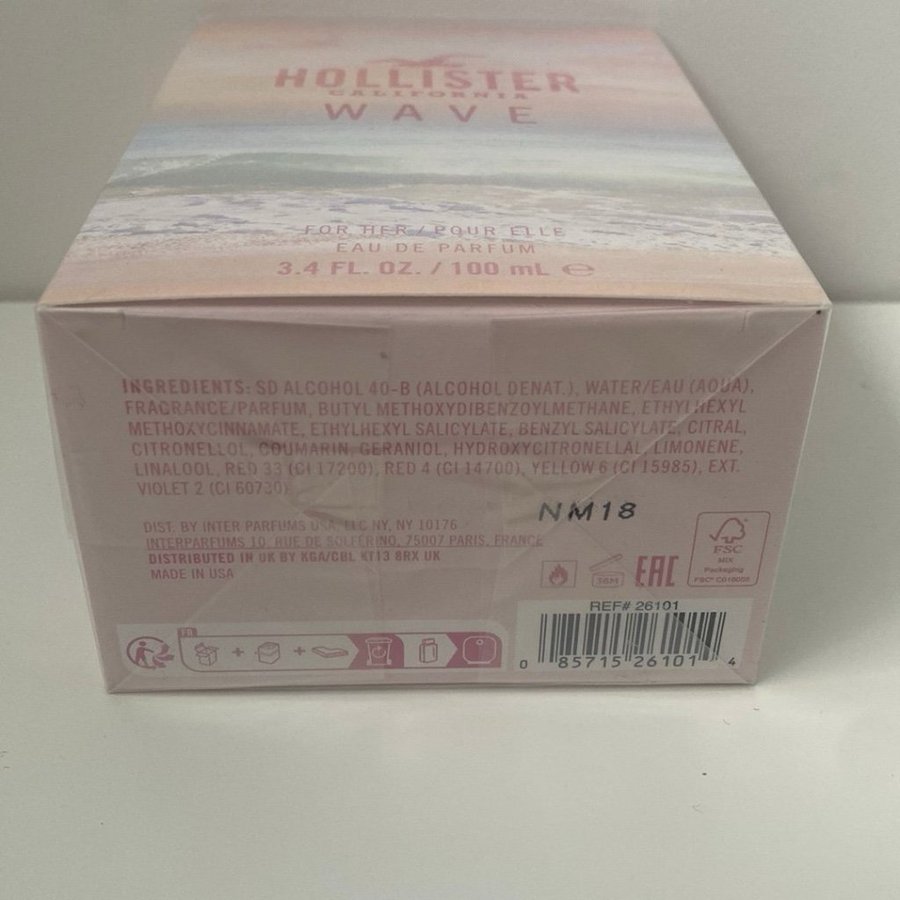 HOLLISTER
CALIFORNIA
WAVE
FOR HER / POUR ELLE
EAU DE PARFUM
3.4 FL. OZ. / 100 mL ℮
INGREDIENTS: SD ALCOHOL 40-B (ALCOHOL DENAT.), WATER/EAU (AQUA),
FRAGRANCE/PARFUM, BUTYL METHOXYDIBENZOYLMETHANE, ETHYLHEXYL
METHOXYCINNAMATE, ETHYLHEXYL SALICYLATE, BENZYL SALICYLATE, CITRAL,
CITRONELLOL, COUMARIN, GERANIOL, HYDROXYCITRONELLAL, LIMONENE,
LINALOOL, RED 33 (CI 17200), RED 4 (CI 14700), YELLOW 6 (CI 15985), EXT.
VIOLET 2 (CI 60730)
NM18
DIST. BY INTER PARFUMS USA, LLC NY, NY 10176
INTERPARFUMS 10, RUE DE SOLFÉRINO, 75007 PARIS, FRANCE
DISTRIBUTED IN UK BY KGA/CBL KT13 8RX UK
MADE IN USA
36M
EAC
FSC
MIX
Packaging
REF# 26101
FR
0 85715 26101 4